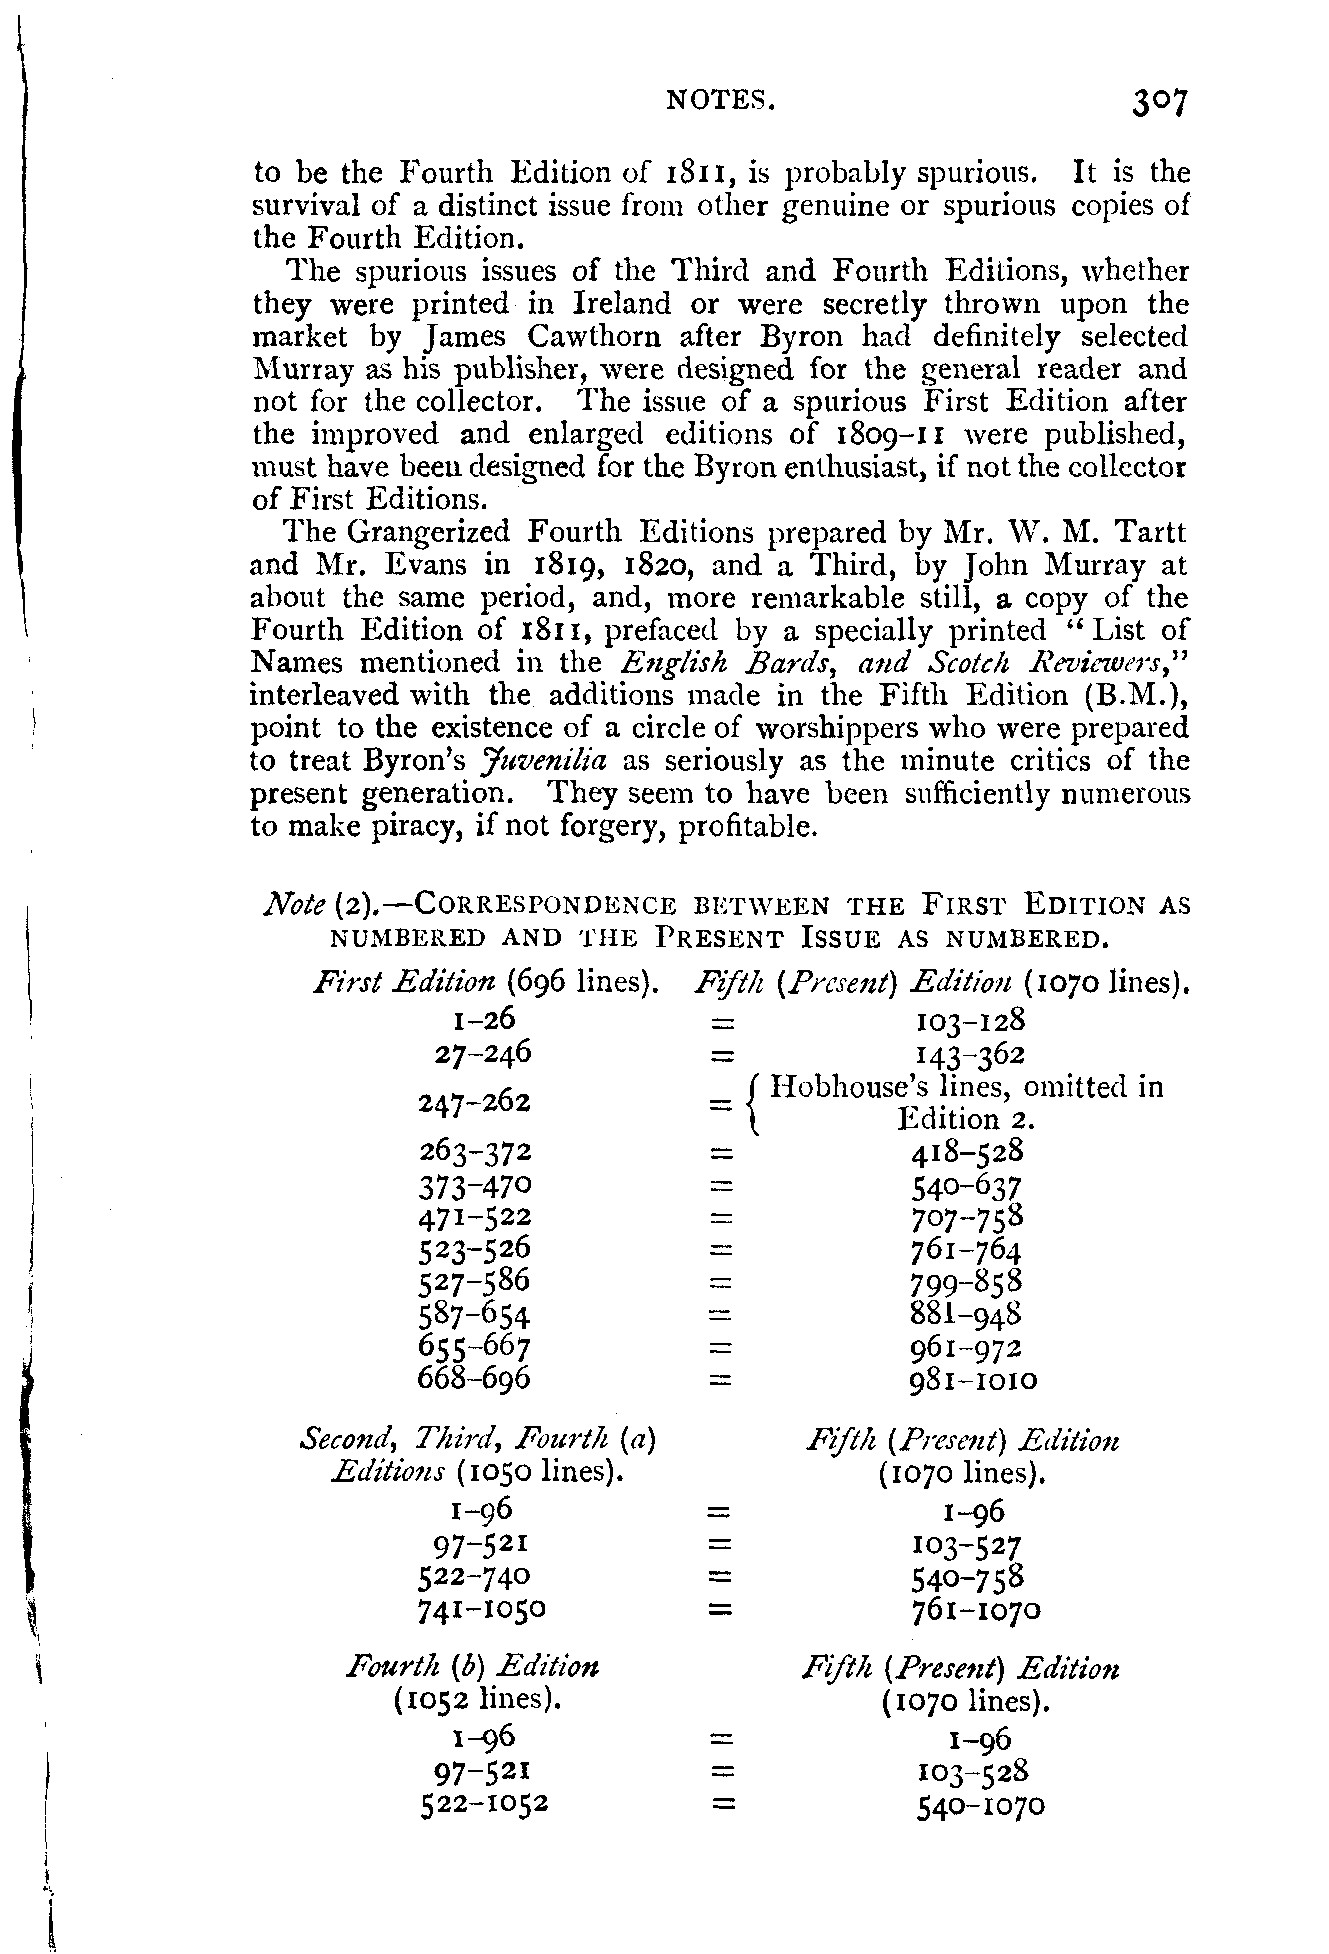 NOTES. 307
to be the Fourth Edition of 1811, is probably spurious. It is the
survival of a distinct issue from other genuine or spurious copies of
the Fourth Edition.
The spurious issues of the Third and Fourth Editions, whether
they were printed in Ireland or were secretly thrown upon the
market by James Cawthorn after Byron had definitely selected
Murray as his publisher, were designed for the general reader and
not for the collector. The issue of a spurious First Edition after
the improved and enlarged editions of 1809–11 were published,
must have been designed for the Byron enthusiast, if not the collector
of First Editions.
The Grangerized Fourth Editions prepared by Mr. W. M. Tartt
and Mr. Evans in 1819, 1820, and a Third, by John Murray at
about the same period, and, more remarkable still, a copy of the
Fourth Edition of 1811, prefaced by a specially printed “List of
Names mentioned in the English Bards, and Scotch Reviewers,”
interleaved with the additions made in the Fifth Edition (B.M.),
point to the existence of a circle of worshippers who were prepared
to treat Byron's Juvenilia as seriously as the minute critics of the
present generation. They seem to have been sufficiently numerous
to make piracy, if not forgery, profitable.
Note (2).—CORRESPONDENCE BETWEEN THE FIRST EDITION AS
NUMBERED AND THE PRESENT ISSUE AS NUMBERED.
First Edition (696 lines). Fifth (Present) Edition (1070 lines).
1–26 = 103–128
27–246 = 143–362
247–262 = { Hobhouse's lines, omitted in
Edition 2.
263–372 = 418–528
373–470 = 540–637
471–522 = 707–758
523–526 = 761–764
527–586 = 799–858
587–654 = 881–948
655–667 = 961–972
668–696 = 981–1010
Second, Third, Fourth (a) Fifth (Present) Edition
Editions (1050 lines). (1070 lines).
1–96 = 1–96
97–521 = 103–527
522–740 = 540–758
741–1050 = 761–1070
Fourth (b) Edition Fifth (Present) Edition
(1052 lines). (1070 lines).
1–96 = 1–96
97–521 = 103–528
522–1052 = 540–1070